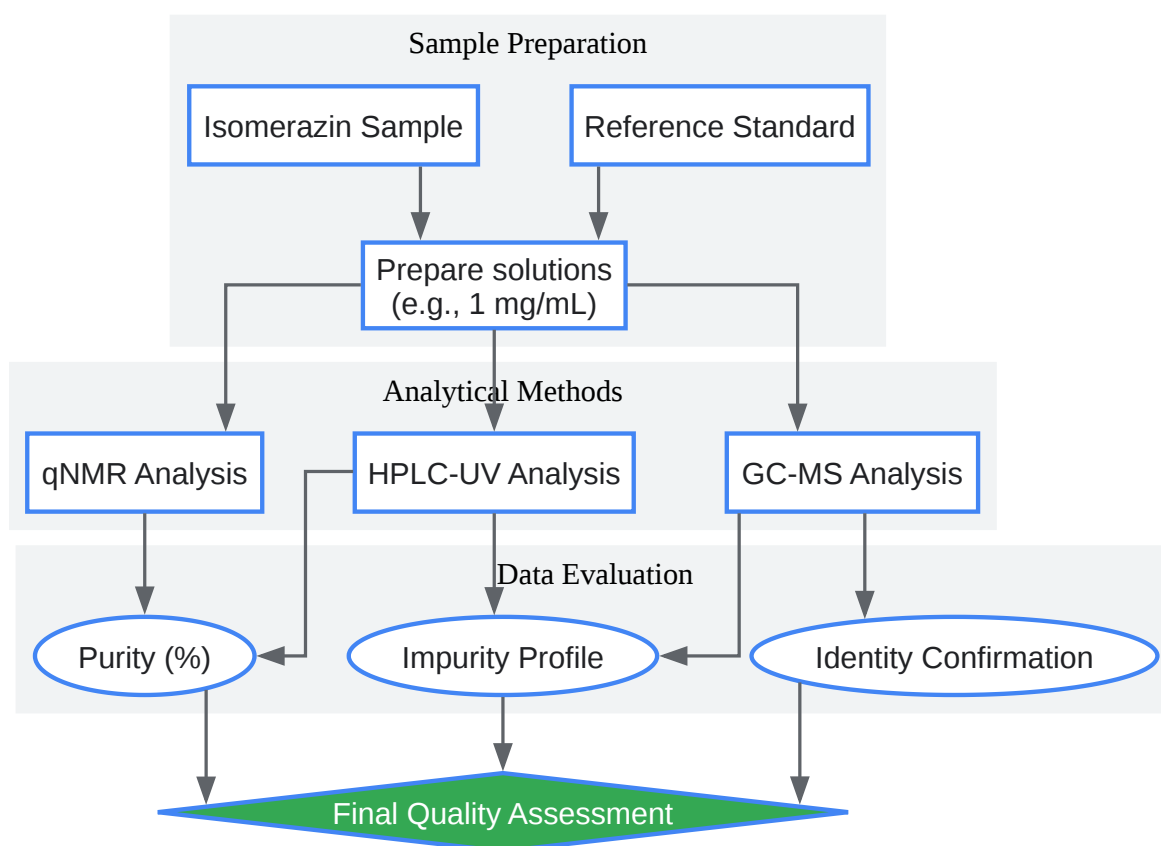 Sample Preparation
Isomerazin Sample
Reference Standard
Prepare solutions
(e.g., 1 mg/mL)
Analytical Methods
qNMR Analysis
HPLC-UV Analysis
GC-MS Analysis
Data Evaluation
Purity (%)
Impurity Profile
Identity Confirmation
Final Quality Assessment